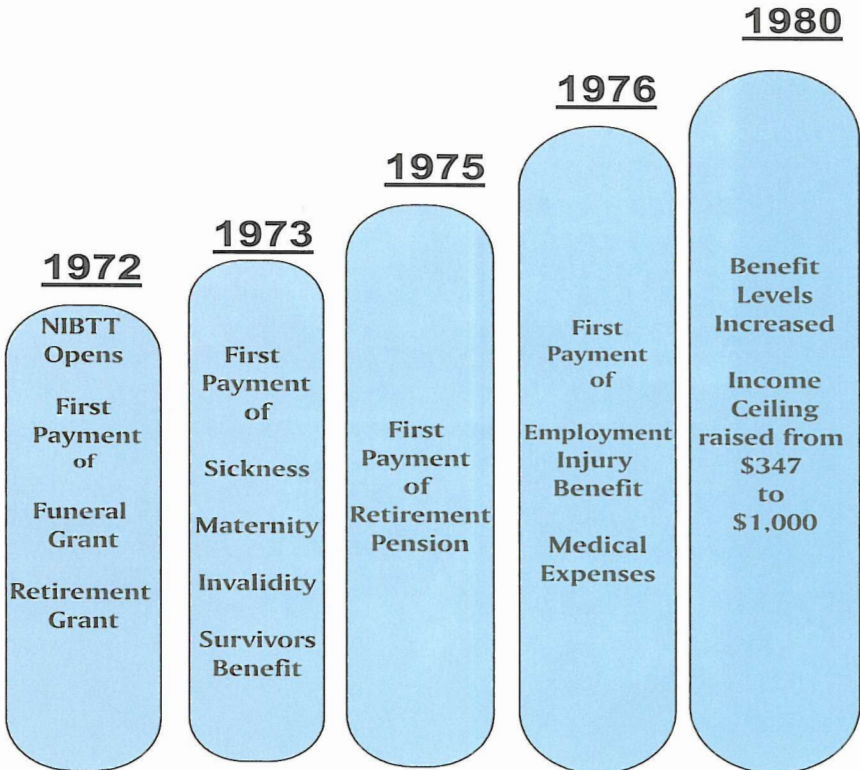 1972
NIBTT
Opens
First
Payment
of
Funeral
Grant
Retirement
Grant
1973
First
Payment
of
Sickness
Maternity
Invalidity
Survivors
Benefit
1975
First
Payment
of
Retirement
Pension
1976
First
Payment
of
Employment
Injury
Benefit
Medical
Expenses
1980
Benefit
Levels
Increased
Income
Ceiling
raised from
$347
to
$1,000